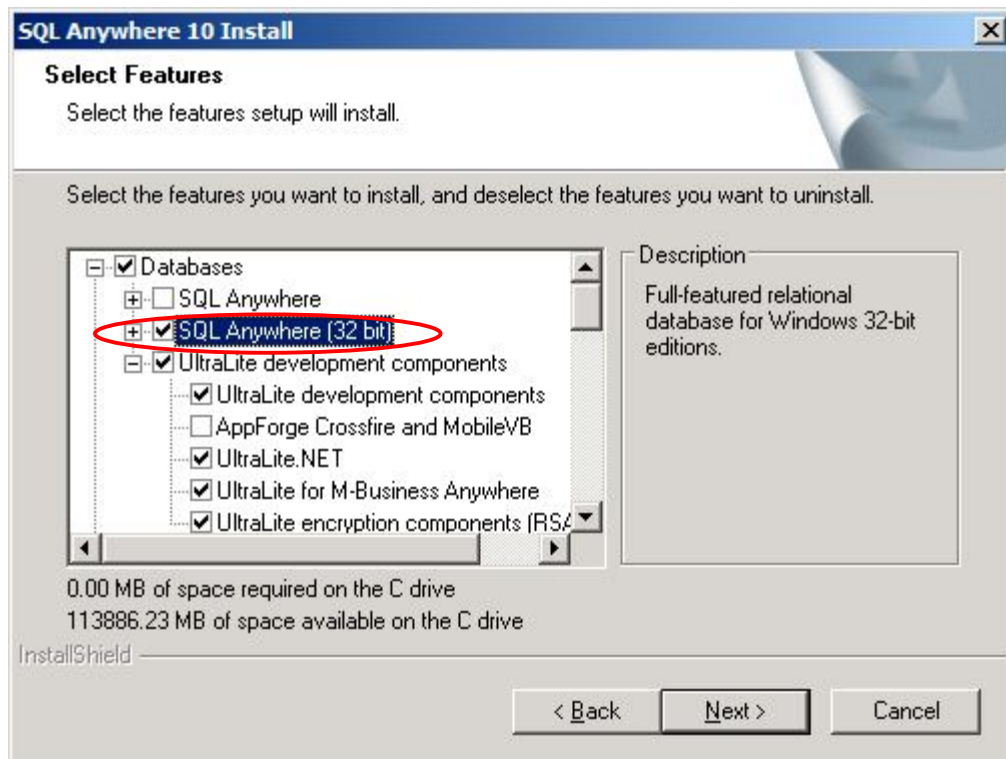 SQL Anywhere 10 Install
Select Features
Select the features setup will install.
Select the features you want to install, and deselect the features you want to uninstall.
Databases
SQL Anywhere
SQL Anywhere (32 bit)
UltraLite development components
UltraLite development components
AppForge Crossfire and MobileVB
UltraLite.NET
UltraLite for M-Business Anywhere
UltraLite encryption components (RSA
Description
Full-featured relational
database for Windows 32-bit
editions.
0.00 MB of space required on the C drive
113886.23 MB of space available on the C drive
InstallShield
< Back
Next >
Cancel